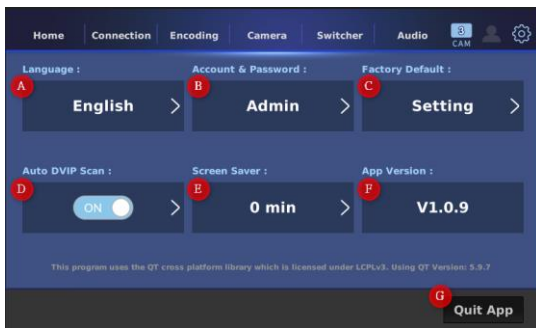 Home Connection Encoding Camera Switcher Audio 3 CAM
Language : Account & Password : Factory Default :
A B C
English Admin Setting
Auto DVIP Scan : Screen Saver : App Version :
D E F
ON 0 min V1.0.9
This program uses the QT cross platform library which is licensed under LCPLv3. Using QT Version: 5.9.7
G
Quit App